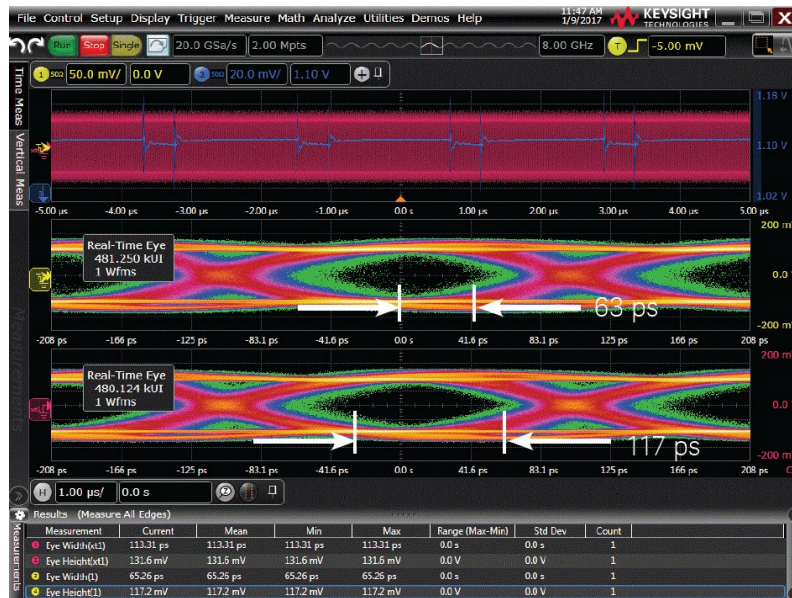 File Control Setup Display Trigger Measure Math Analyze Utilities Demos Help
11:47 AM
1/9/2017
KEYSIGHT
TECHNOLOGIES
Run Stop Single 20.0 GSa/s 2.00 Mpts 8.00 GHz T -5.00 mV
1 50Ω 50.0 mV/ 0.0 V 3 50Ω 20.0 mV/ 1.10 V
Time Meas
Vertical Meas
Measurements
1.18 V
1.10 V
1.02 V
-5.00 µs -4.00 µs -3.00 µs -2.00 µs -1.00 µs 0.0 s 1.00 µs 2.00 µs 3.00 µs 4.00 µs 5.00 µs
200 m
Real-Time Eye
481.250 kUI
1 Wfms
0.0
63 ps
-200 m
-208 ps -166 ps -125 ps -83.1 ps -41.6 ps 0.0 s 41.6 ps 83.1 ps 125 ps 166 ps 208 ps
200 m
Real-Time Eye
480.124 kUI
1 Wfms
0.0
117 ps
-200 m
-208 ps -166 ps -125 ps -83.1 ps -41.6 ps 0.0 s 41.6 ps 83.1 ps 125 ps 166 ps 208 ps
H 1.00 µs/ 0.0 s
Results (Measure All Edges)
Measurements
Measurement Current Mean Min Max Range (Max-Min) Std Dev Count
Eye Width(xt1) 113.31 ps 113.31 ps 113.31 ps 113.31 ps 0.0 s 0.0 s 1
Eye Height(xt1) 131.6 mV 131.6 mV 131.6 mV 131.6 mV 0.0 V 0.0 V 1
Eye Width(1) 65.26 ps 65.26 ps 65.26 ps 65.26 ps 0.0 s 0.0 s 1
Eye Height(1) 117.2 mV 117.2 mV 117.2 mV 117.2 mV 0.0 V 0.0 V 1